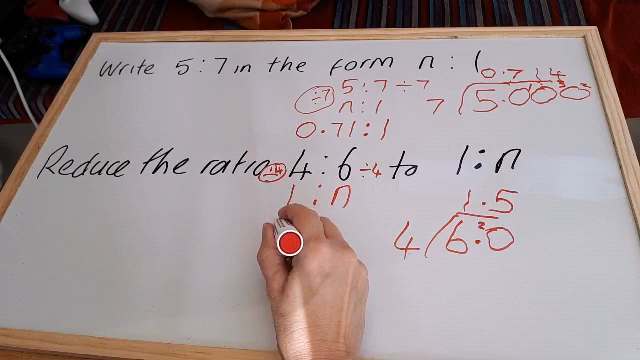 Write 5:7 in the form n : 1
÷7 5:7 ÷7
n:1
0.71:1
0.714
7 5.000
Reduce the ratio 4:6 to 1:n
÷4 ÷4
1:n
1.5
4 6.20